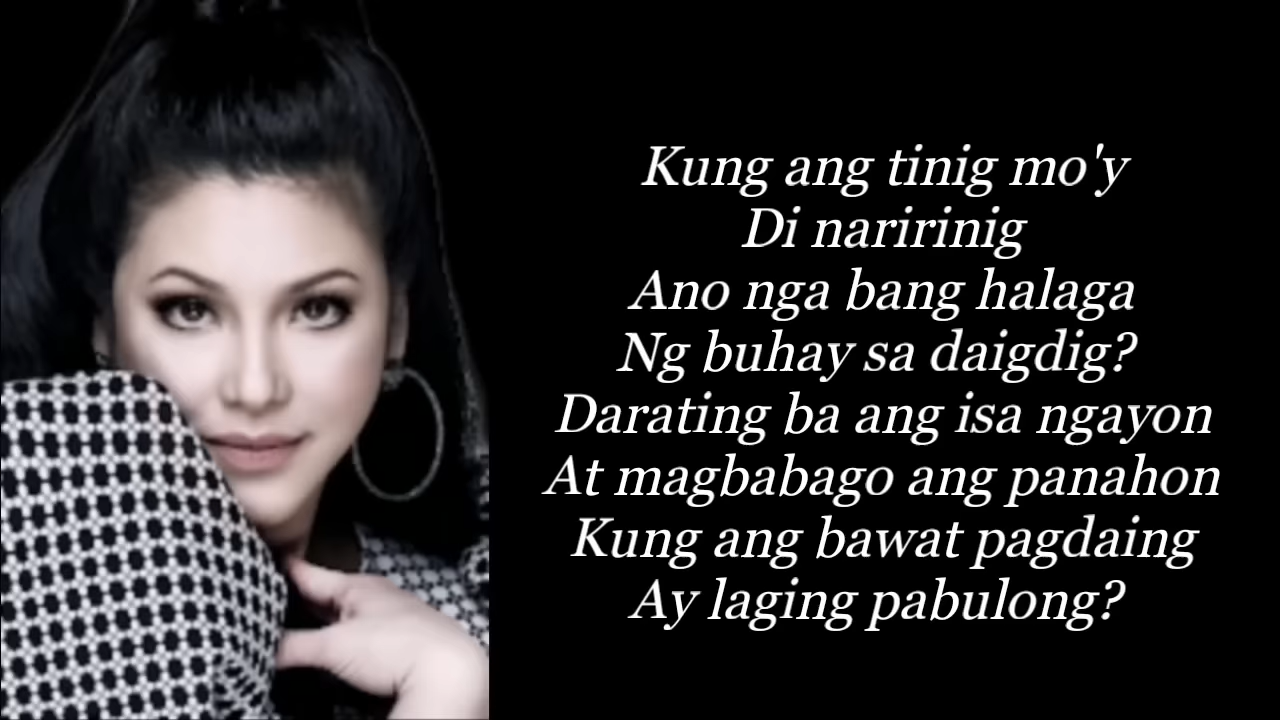 Kung ang tinig mo'y
Di naririnig
Ano nga bang halaga
Ng buhay sa daigdig?
Darating ba ang isa ngayon
At magbabago ang panahon
Kung ang bawat pagdaing
Ay laging pabulong?